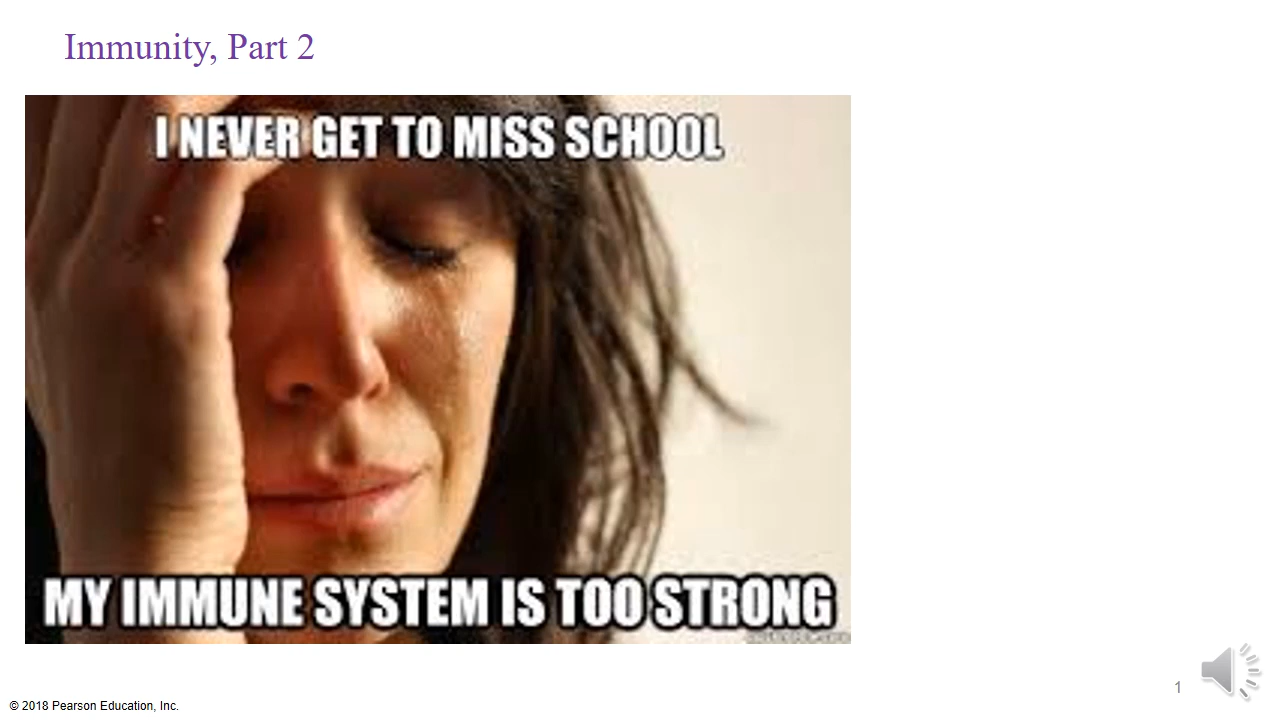 Immunity, Part 2
I NEVER GET TO MISS SCHOOL
MY IMMUNE SYSTEM IS TOO STRONG
1
© 2018 Pearson Education, Inc.